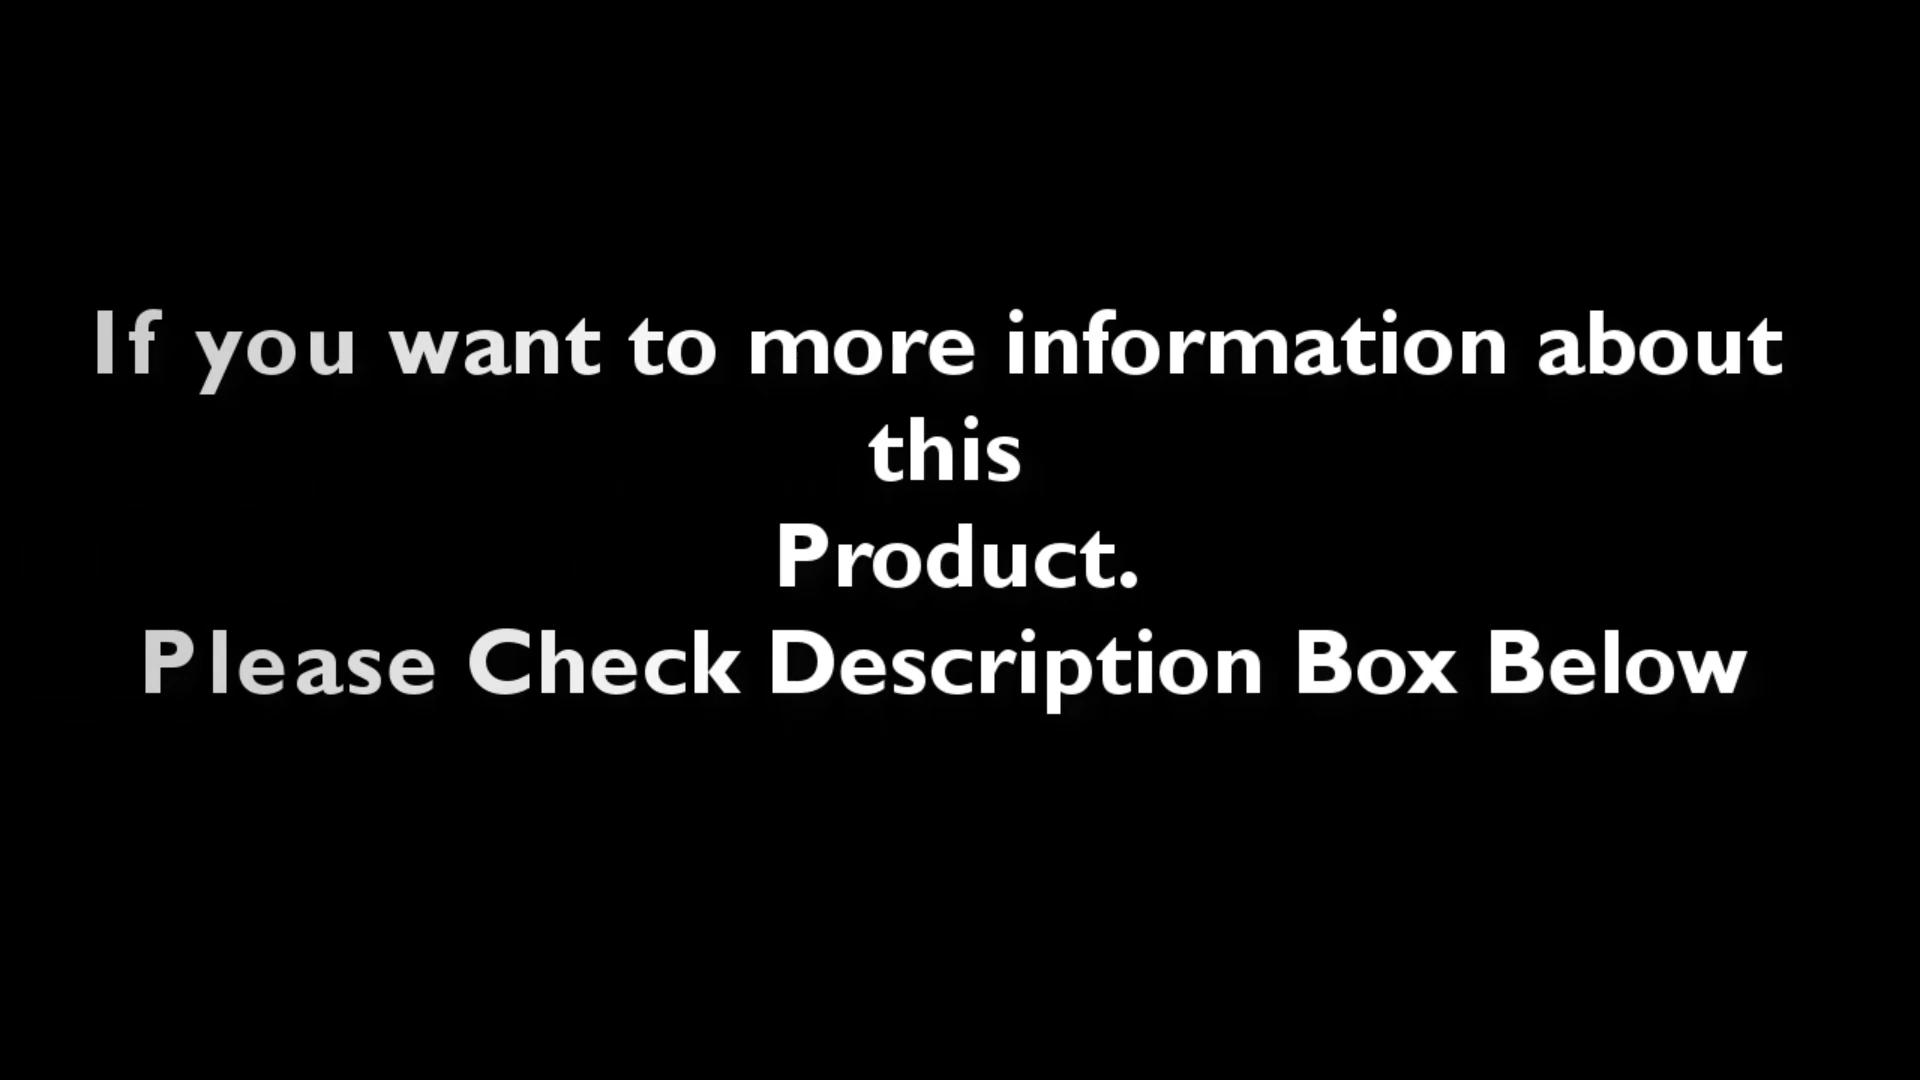 If you want to more information about
this
Product.
Please Check Description Box Below